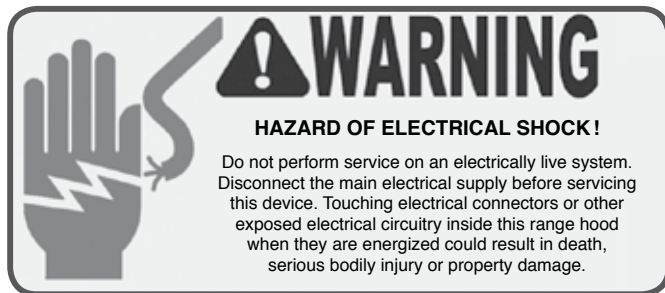 WARNING
HAZARD OF ELECTRICAL SHOCK!
Do not perform service on an electrically live system.
Disconnect the main electrical supply before servicing
this device. Touching electrical connectors or other
exposed electrical circuitry inside this range hood
when they are energized could result in death,
serious bodily injury or property damage.